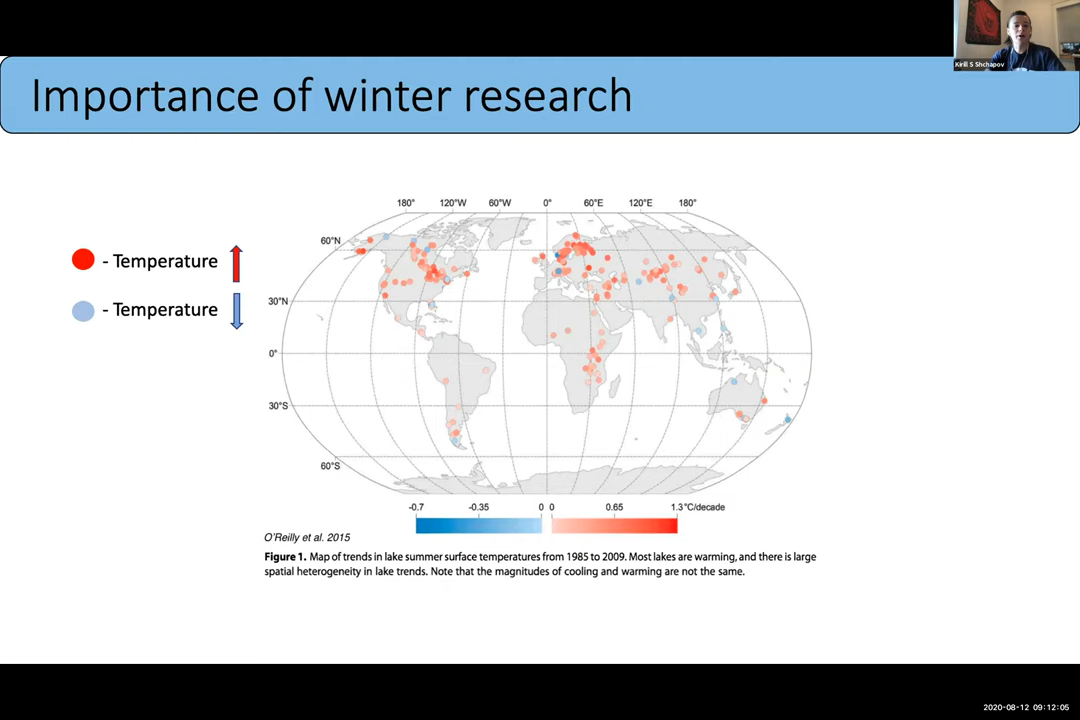 Kirill S Shchapov
Importance of winter research
- Temperature
- Temperature
180° 120°W 60°W 0° 60°E 120°E 180°
60°N
30°N
0°
30°S
60°S
-0.7 -0.35 0 0 0.65 1.3°C/decade
O'Reilly et al. 2015
Figure 1. Map of trends in lake summer surface temperatures from 1985 to 2009. Most lakes are warming, and there is large
spatial heterogeneity in lake trends. Note that the magnitudes of cooling and warming are not the same.
2020-08-12 09:12:05